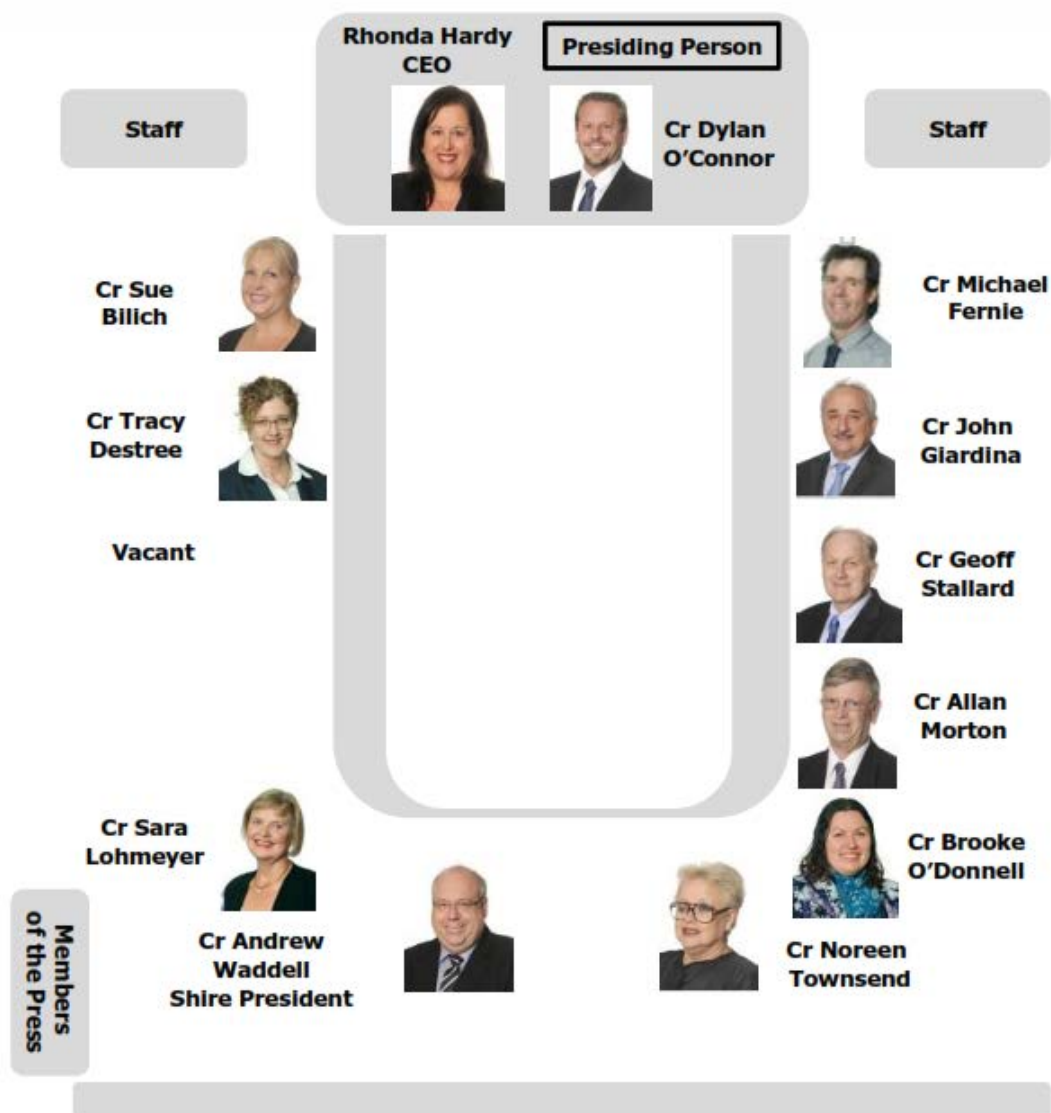 Rhonda Hardy
CEO
Presiding Person
Staff
Cr Dylan
O'Connor
Staff
Cr Sue
Bilich
Cr Michael
Fernie
Cr Tracy
Destree
Cr John
Giardina
Vacant
Cr Geoff
Stallard
Cr Allan
Morton
Cr Sara
Lohmeyer
Cr Brooke
O'Donnell
Cr Andrew
Waddell
Shire President
Cr Noreen
Townsend
Members
of the Press